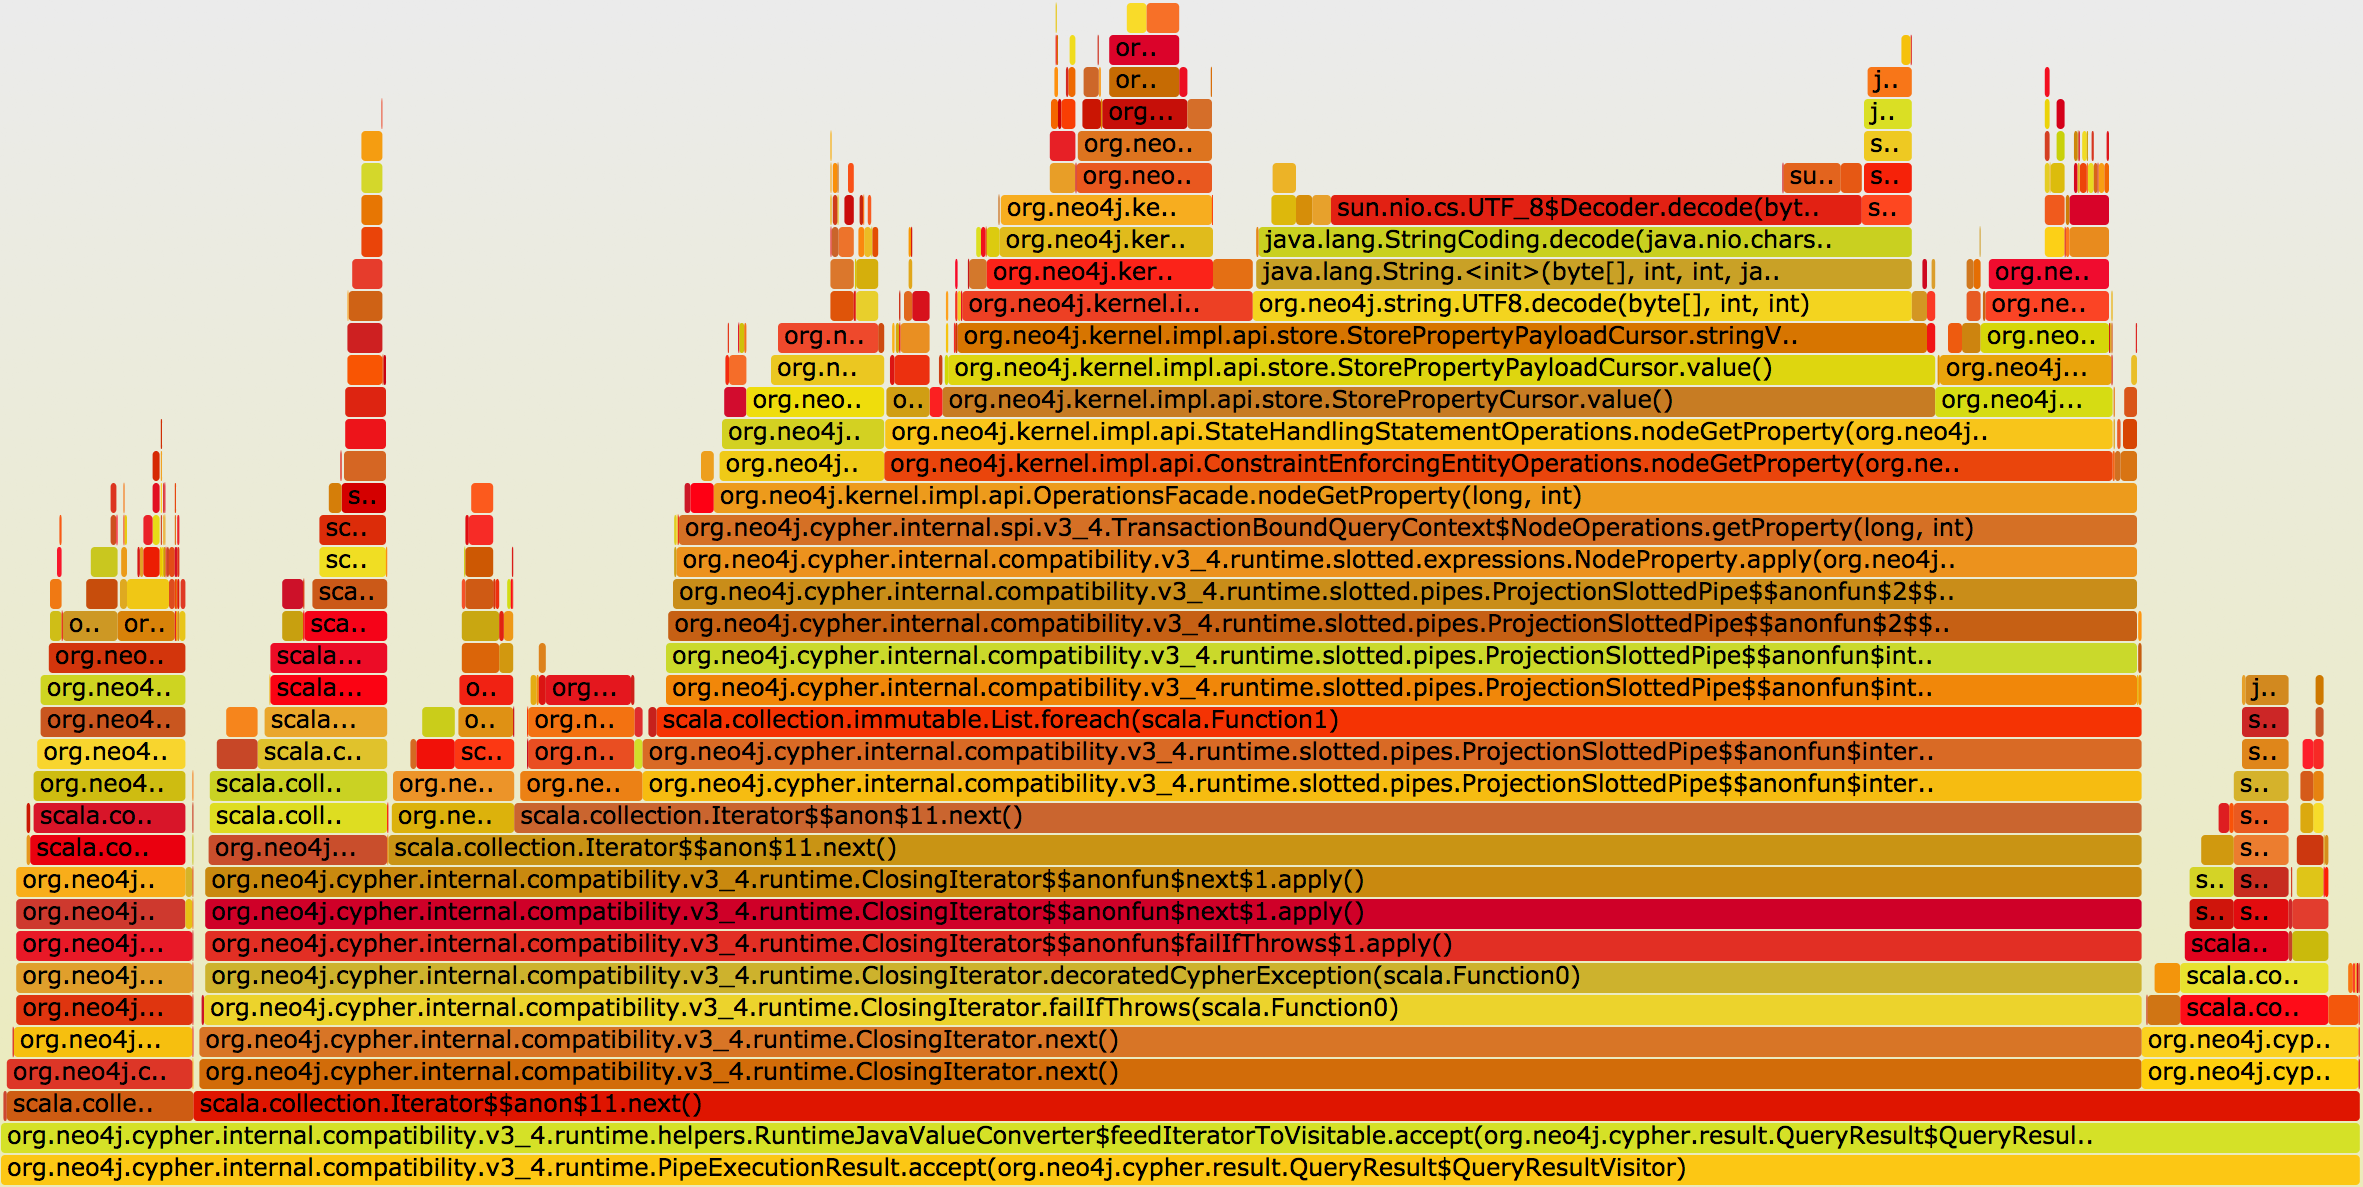 or..
or.. j..
org... j..
org.neo.. s..
org.neo.. su.. s..
org.neo4j.ke.. sun.nio.cs.UTF_8$Decoder.decode(byt.. s..
org.neo4j.ker.. java.lang.StringCoding.decode(java.nio.chars..
org.neo4j.ker.. java.lang.String.<init>(byte[], int, int, ja.. org.ne..
org.neo4j.kernel.i.. org.neo4j.string.UTF8.decode(byte[], int, int) org.ne..
org.n.. org.neo4j.kernel.impl.api.store.StorePropertyPayloadCursor.stringV.. org.neo..
org.n.. org.neo4j.kernel.impl.api.store.StorePropertyPayloadCursor.value() org.neo4j...
org.neo.. o.. org.neo4j.kernel.impl.api.store.StorePropertyCursor.value() org.neo4j...
org.neo4j.. org.neo4j.kernel.impl.api.StateHandlingStatementOperations.nodeGetProperty(org.neo4j..
org.neo4j.. org.neo4j.kernel.impl.api.ConstraintEnforcingEntityOperations.nodeGetProperty(org.ne..
s.. org.neo4j.kernel.impl.api.OperationsFacade.nodeGetProperty(long, int)
sc.. org.neo4j.cypher.internal.spi.v3_4.TransactionBoundQueryContext$NodeOperations.getProperty(long, int)
sc.. org.neo4j.cypher.internal.compatibility.v3_4.runtime.slotted.expressions.NodeProperty.apply(org.neo4j..
sca.. org.neo4j.cypher.internal.compatibility.v3_4.runtime.slotted.pipes.ProjectionSlottedPipe$$anonfun$2$$..
o.. or.. sca.. org.neo4j.cypher.internal.compatibility.v3_4.runtime.slotted.pipes.ProjectionSlottedPipe$$anonfun$2$$..
org.neo.. scala... org.neo4j.cypher.internal.compatibility.v3_4.runtime.slotted.pipes.ProjectionSlottedPipe$$anonfun$int..
org.neo4.. scala... o.. org... org.neo4j.cypher.internal.compatibility.v3_4.runtime.slotted.pipes.ProjectionSlottedPipe$$anonfun$int.. j..
org.neo4.. scala... o.. org.n.. scala.collection.immutable.List.foreach(scala.Function1) s..
org.neo4.. scala.c.. sc.. org.n.. org.neo4j.cypher.internal.compatibility.v3_4.runtime.slotted.pipes.ProjectionSlottedPipe$$anonfun$inter.. s..
org.neo4.. scala.coll.. org.ne.. org.ne.. org.neo4j.cypher.internal.compatibility.v3_4.runtime.slotted.pipes.ProjectionSlottedPipe$$anonfun$inter.. s..
scala.co.. scala.coll.. org.ne.. scala.collection.Iterator$$anon$11.next() s..
scala.co.. org.neo4j... scala.collection.Iterator$$anon$11.next() s..
org.neo4j.. org.neo4j.cypher.internal.compatibility.v3_4.runtime.ClosingIterator$$anonfun$next$1.apply() s.. s..
org.neo4j.. org.neo4j.cypher.internal.compatibility.v3_4.runtime.ClosingIterator$$anonfun$next$1.apply() s.. s..
org.neo4j... org.neo4j.cypher.internal.compatibility.v3_4.runtime.ClosingIterator$$anonfun$failIfThrows$1.apply() scala..
org.neo4j... org.neo4j.cypher.internal.compatibility.v3_4.runtime.ClosingIterator.decoratedCypherException(scala.Function0) scala.co..
org.neo4j... org.neo4j.cypher.internal.compatibility.v3_4.runtime.ClosingIterator.failIfThrows(scala.Function0) scala.co..
org.neo4j... org.neo4j.cypher.internal.compatibility.v3_4.runtime.ClosingIterator.next() org.neo4j.cyp..
org.neo4j.c.. org.neo4j.cypher.internal.compatibility.v3_4.runtime.ClosingIterator.next() org.neo4j.cyp..
scala.colle.. scala.collection.Iterator$$anon$11.next()
org.neo4j.cypher.internal.compatibility.v3_4.runtime.helpers.RuntimeJavaValueConverter$feedIteratorToVisitable.accept(org.neo4j.cypher.result.QueryResult$QueryResul..
org.neo4j.cypher.internal.compatibility.v3_4.runtime.PipeExecutionResult.accept(org.neo4j.cypher.result.QueryResult$QueryResultVisitor)